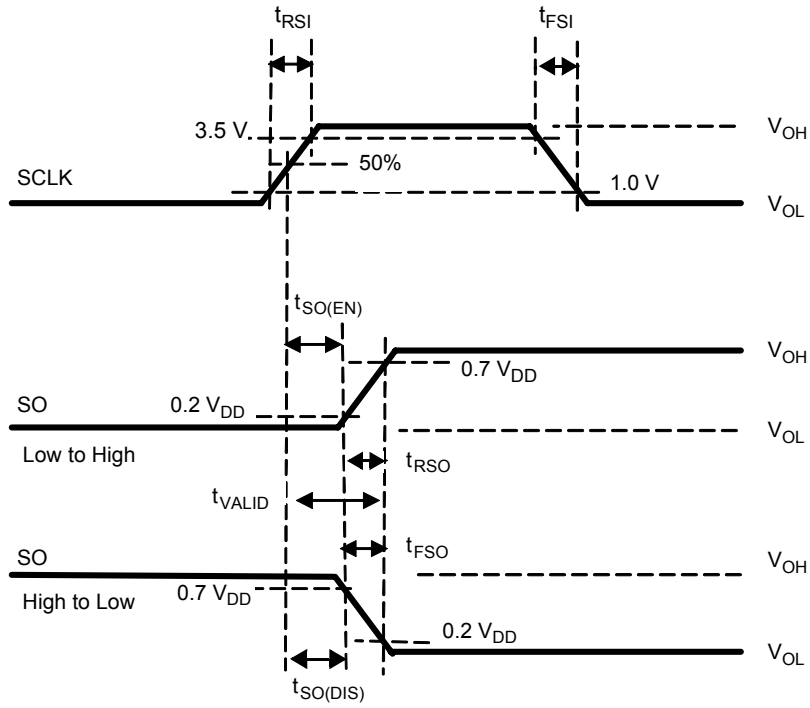 tRSI
tFSI
3.5 V
VOH
50%
SCLK
1.0 V
VOL
tSO(EN)
VOH
0.7 VDD
SO
0.2 VDD
VOL
Low to High
tRSO
tVALID
tFSO
SO
VOH
0.7 VDD
High to Low
0.2 VDD
VOL
tSO(DIS)